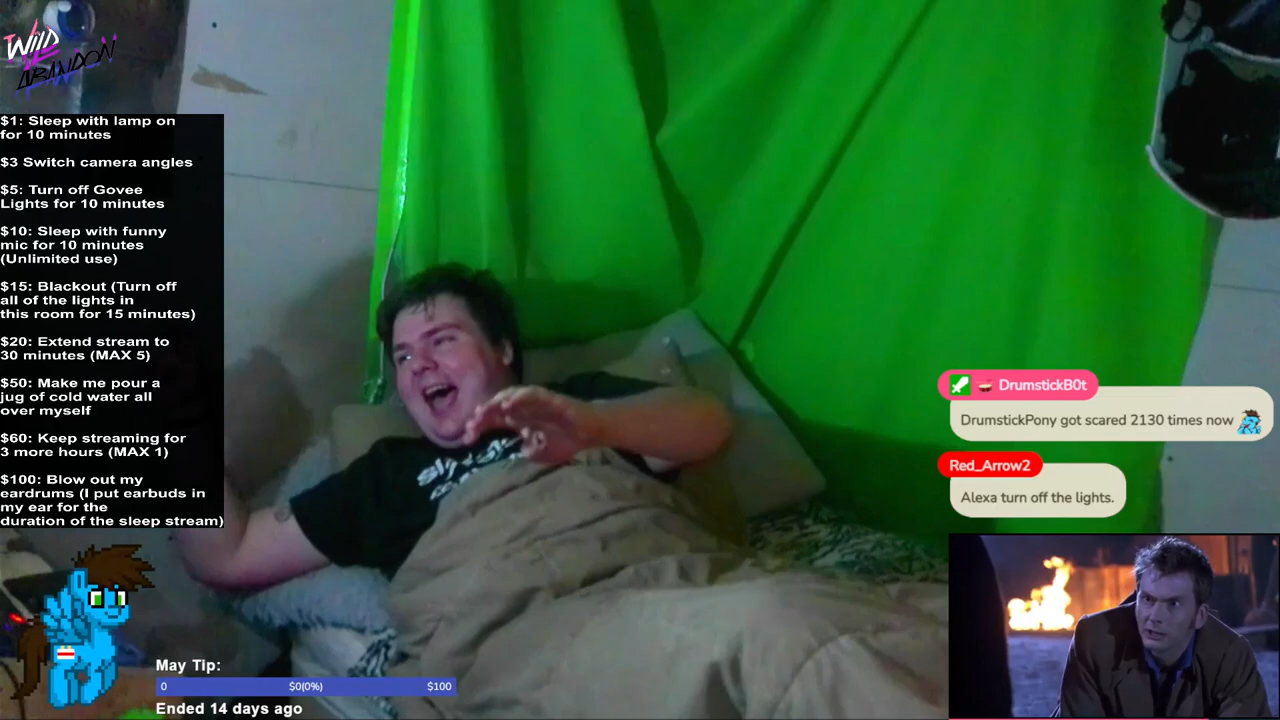 Wild
ABANDON
$1: Sleep with lamp on
for 10 minutes
$3 Switch camera angles
$5: Turn off Govee
Lights for 10 minutes
$10: Sleep with funny
mic for 10 minutes
(Unlimited use)
$15: Blackout (Turn off
all of the lights in
this room for 15 minutes)
$20: Extend stream to
30 minutes (MAX 5)
$50: Make me pour a
jug of cold water all
over myself
$60: Keep streaming for
3 more hours (MAX 1)
$100: Blow out my
eardrums (I put earbuds in
my ear for the
duration of the sleep stream)
DrumstickB0t
DrumstickPony got scared 2130 times now
Red_Arrow2
Alexa turn off the lights.
May Tip:
0 $0(0%) $100
Ended 14 days ago